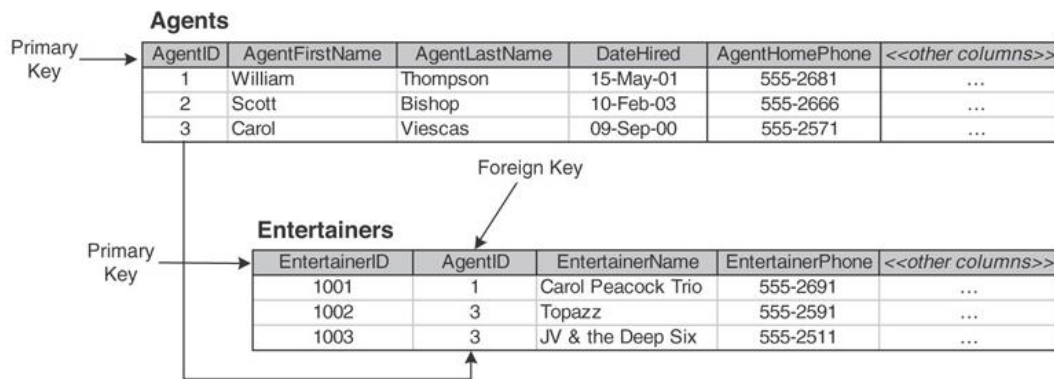 Agents
Primary Key
AgentID AgentFirstName AgentLastName DateHired AgentHomePhone <<other columns>>
1 William Thompson 15-May-01 555-2681 ...
2 Scott Bishop 10-Feb-03 555-2666 ...
3 Carol Viescas 09-Sep-00 555-2571 ...
Foreign Key
Entertainers
Primary Key
EntertainerID AgentID EntertainerName EntertainerPhone <<other columns>>
1001 1 Carol Peacock Trio 555-2691 ...
1002 3 Topazz 555-2591 ...
1003 3 JV & the Deep Six 555-2511 ...